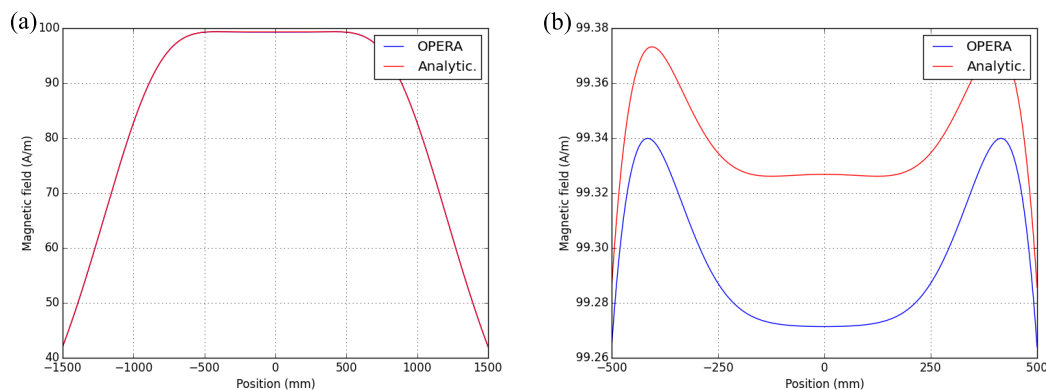 (a)
100
90
80
70
60
50
40
Magnetic field (A/m)
OPERA
Analytic.
−1500 −1000 −500 0 500 1000 1500
Position (mm)
(b)
99.38
99.36
99.34
99.32
99.30
99.28
99.26
Magnetic field (A/m)
OPERA
Analytic.
−500 −250 0 250 500
Position (mm)